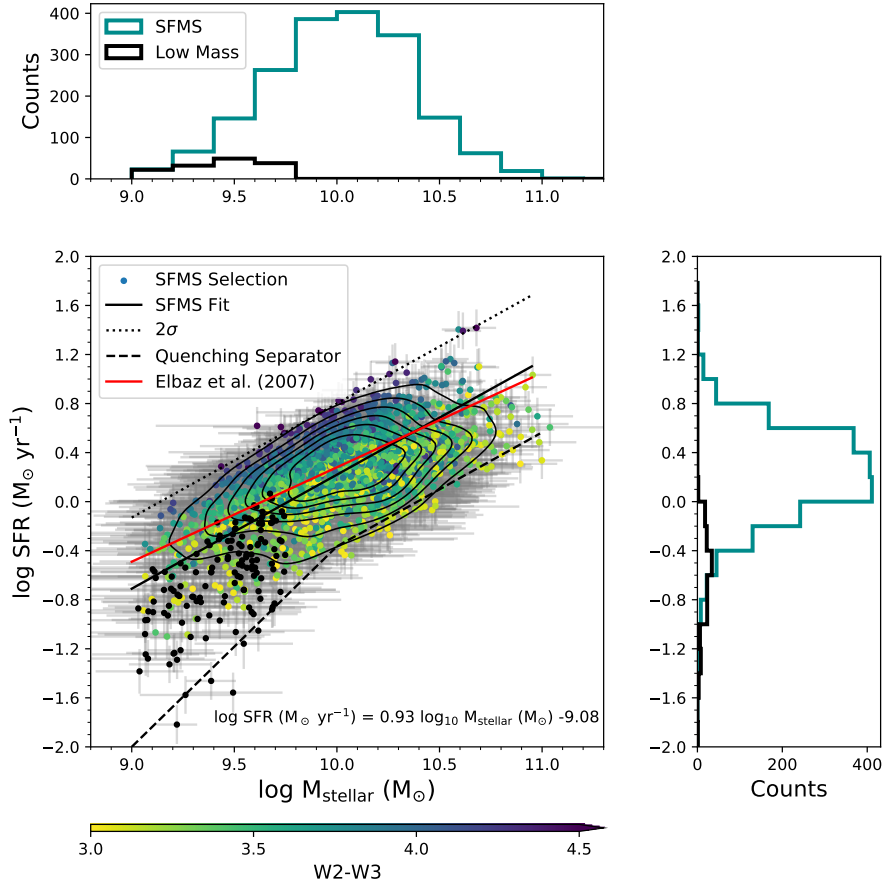 SFMS
Low Mass
Counts
400
300
200
100
0
9.0 9.5 10.0 10.5 11.0
SFMS Selection
SFMS Fit
2σ
Quenching Separator
Elbaz et al. (2007)
log SFR (M⊙ yr⁻¹)
2.0
1.6
1.2
0.8
0.4
0.0
−0.4
−0.8
−1.2
−1.6
−2.0
log SFR (M⊙ yr⁻¹) = 0.93 log₁₀ Mstellar (M⊙) -9.08
9.0 9.5 10.0 10.5 11.0
log Mstellar (M⊙)
2.0
1.6
1.2
0.8
0.4
0.0
−0.4
−0.8
−1.2
−1.6
−2.0
0 200 400
Counts
3.0 3.5 4.0 4.5
W2-W3